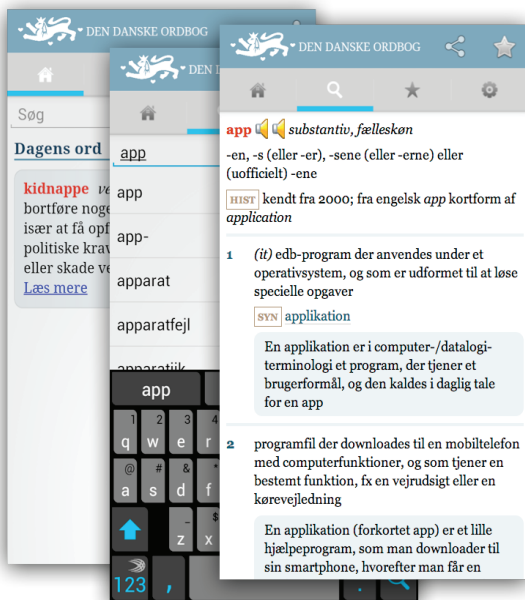 DEN DANSKE ORDBOG
Søg
Dagens ord
kidnappe
bortføre
især at få
politiske
eller skade
Læs mere
DEN
app
app
app-
apparat
apparatfejl
apparatjik
app
1 2 3 4
q w e r
@ # & *
a s d f
_ $
z x
123 , .
DEN DANSKE ORDBOG
app substantiv, fælleskøn
-en, -s (eller -er), -sene (eller -erne) eller
(uofficielt) -ene
HIST kendt fra 2000; fra engelsk app kortform af
application
1 (it) edb-program der anvendes under et
operativsystem, og som er udformet til at løse
specielle opgaver
SYN applikation
En applikation er i computer-/datalogi-
terminologi et program, der tjener et
brugerformål, og den kaldes i daglig tale
for en app
2 programfil der downloades til en mobiltelefon
med computerfunktioner, og som tjener en
bestemt funktion, fx en vejrudsigt eller en
kørevejledning
En applikation (forkortet app) er et lille
hjælpeprogram, som man downloader til
sin smartphone, hvorefter man får en